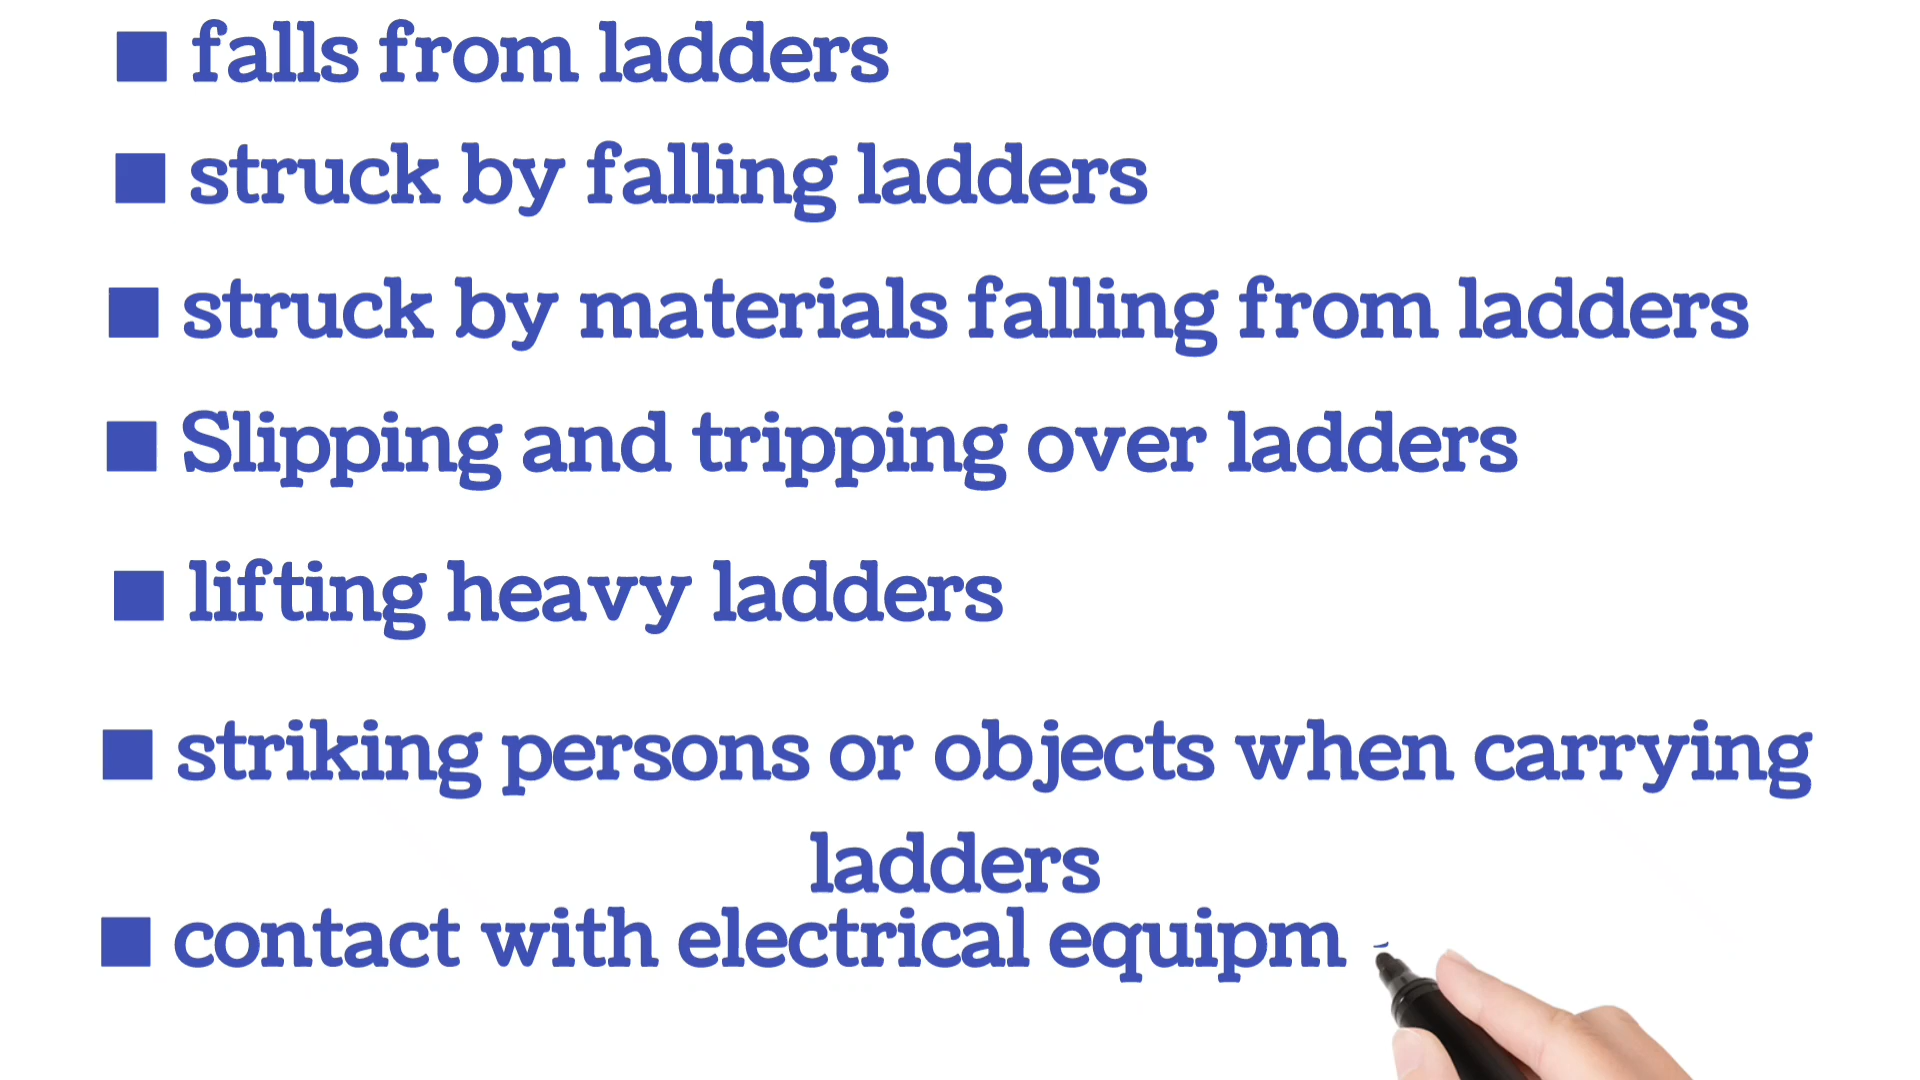 ■ falls from ladders
■ struck by falling ladders
■ struck by materials falling from ladders
■ Slipping and tripping over ladders
■ lifting heavy ladders
■ striking persons or objects when carrying
ladders
■ contact with electrical equipm